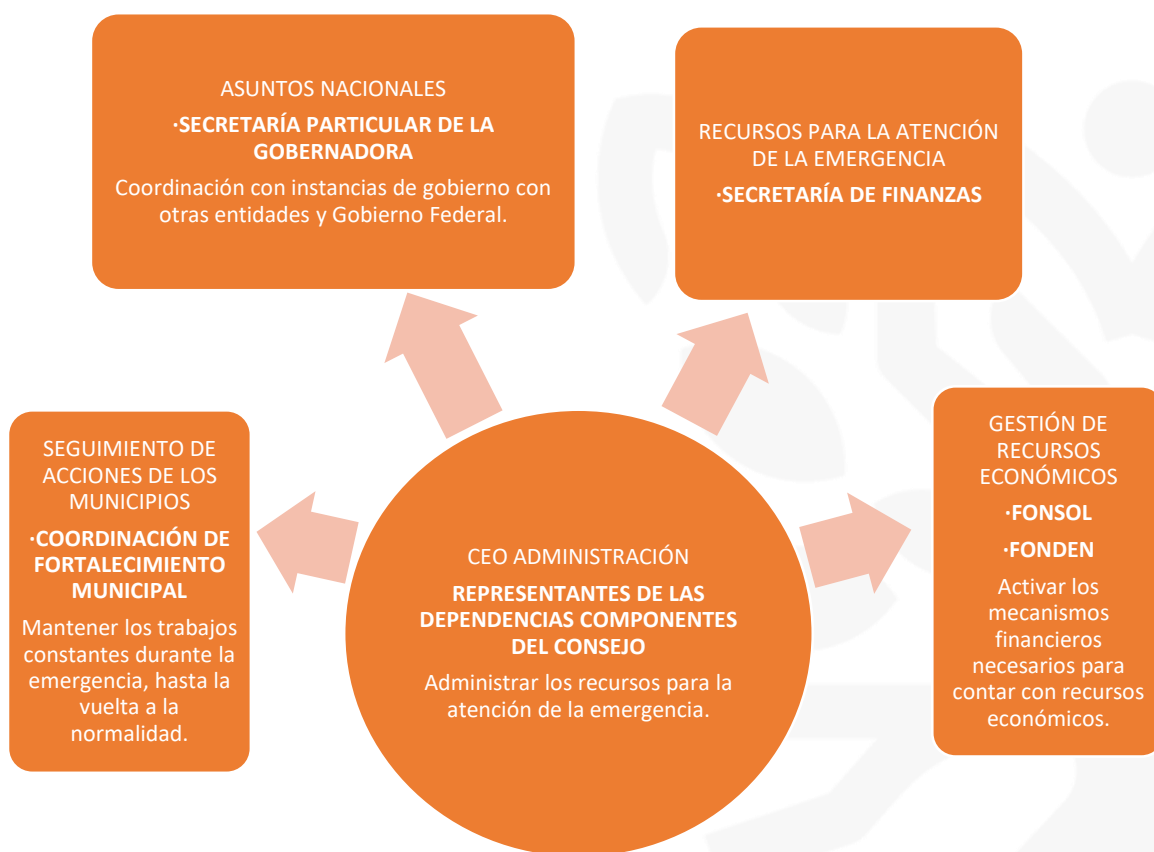 ASUNTOS NACIONALES
·SECRETARÍA PARTICULAR DE LA
GOBERNADORA
Coordinación con instancias de gobierno con
otras entidades y Gobierno Federal.
RECURSOS PARA LA ATENCIÓN
DE LA EMERGENCIA
·SECRETARÍA DE FINANZAS
SEGUIMIENTO DE
ACCIONES DE LOS
MUNICIPIOS
·COORDINACIÓN DE
FORTALECIMIENTO
MUNICIPAL
Mantener los trabajos
constantes durante la
emergencia, hasta la
vuelta a la
normalidad.
CEO ADMINISTRACIÓN
REPRESENTANTES DE LAS
DEPENDENCIAS COMPONENTES
DEL CONSEJO
Administrar los recursos para la
atención de la emergencia.
GESTIÓN DE
RECURSOS
ECONÓMICOS
·FONSOL
·FONDEN
Activar los
mecanismos
financieros
necesarios para
contar con recursos
económicos.